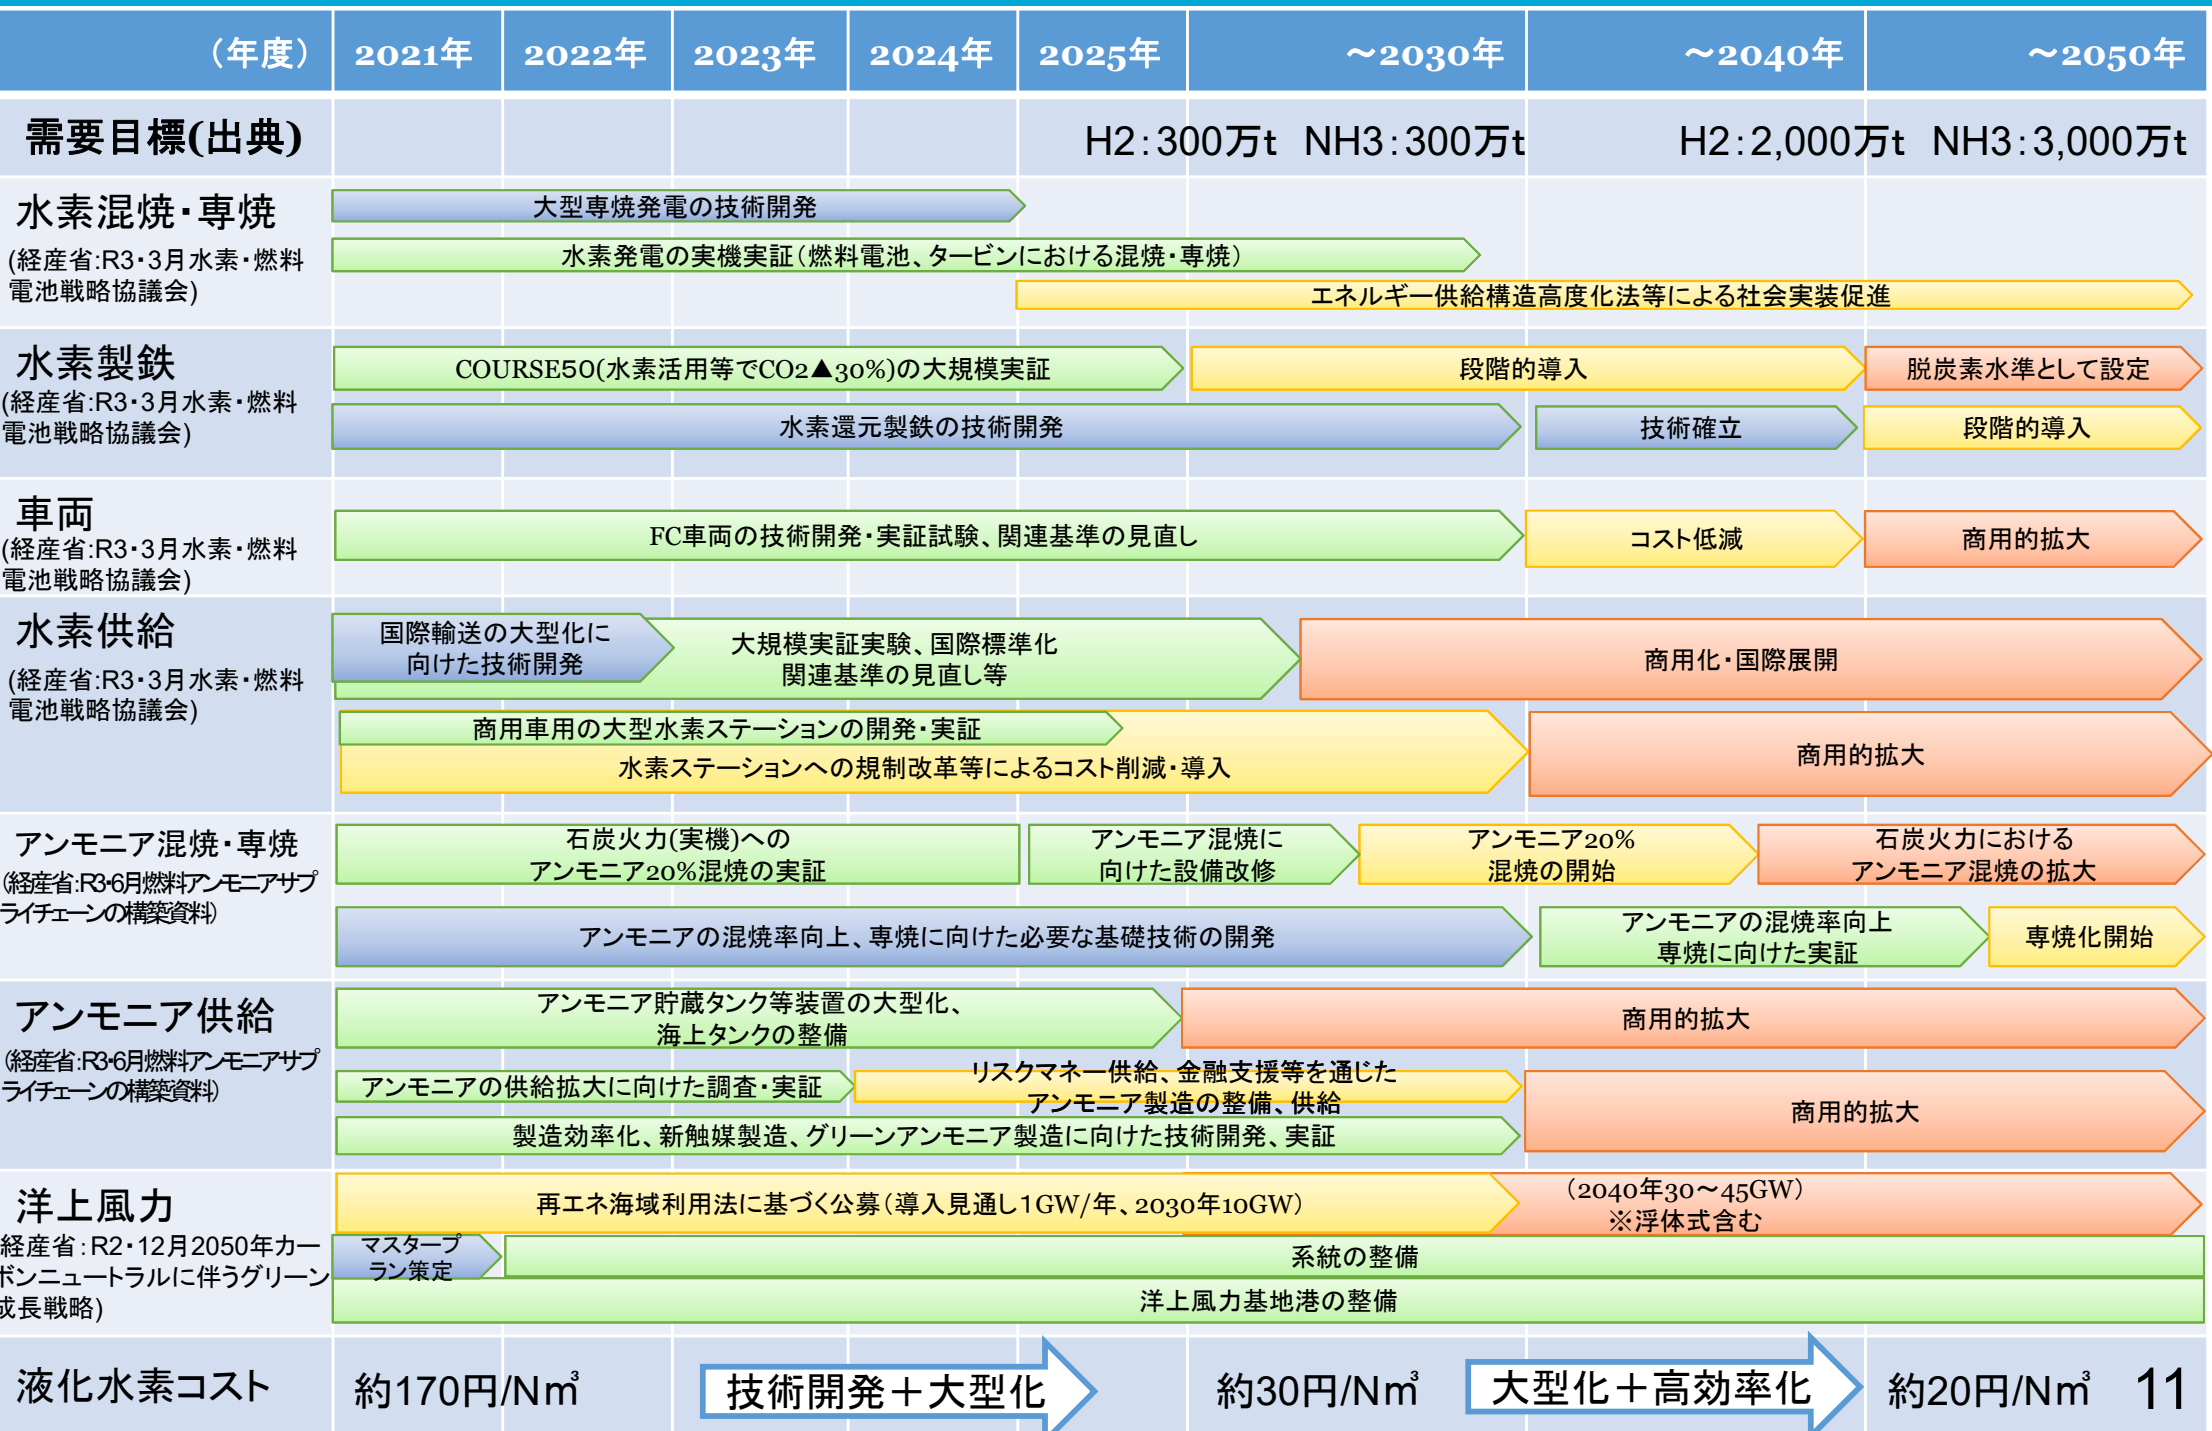 （年度） 2021年 2022年 2023年 2024年 2025年 ～2030年 ～2040年 ～2050年
需要目標(出典)
H2：300万t NH3：300万t
H2：2,000万t NH3：3,000万t
水素混焼・専焼
(経産省:R3・3月水素・燃料
電池戦略協議会)
大型専焼発電の技術開発
水素発電の実機実証（燃料電池、タービンにおける混焼・専焼）
エネルギー供給構造高度化法等による社会実装促進
水素製鉄
(経産省:R3・3月水素・燃料
電池戦略協議会)
COURSE50(水素活用等でCO2▲30%)の大規模実証
段階的導入
脱炭素水準として設定
水素還元製鉄の技術開発
技術確立
段階的導入
車両
(経産省:R3・3月水素・燃料
電池戦略協議会)
FC車両の技術開発・実証試験、関連基準の見直し
コスト低減
商用的拡大
水素供給
(経産省:R3・3月水素・燃料
電池戦略協議会)
国際輸送の大型化に
向けた技術開発
大規模実証実験、国際標準化
関連基準の見直し等
商用化・国際展開
商用車用の大型水素ステーションの開発・実証
水素ステーションへの規制改革等によるコスト削減・導入
商用的拡大
アンモニア混焼・専焼
(経産省:R3・6月燃料アンモニアサプ
ライチェーンの構築資料)
石炭火力(実機)への
アンモニア20%混焼の実証
アンモニア混焼に
向けた設備改修
アンモニア20%
混焼の開始
石炭火力における
アンモニア混焼の拡大
アンモニアの混焼率向上、専焼に向けた必要な基礎技術の開発
アンモニアの混焼率向上
専焼に向けた実証
専焼化開始
アンモニア供給
(経産省:R3・6月燃料アンモニアサプ
ライチェーンの構築資料)
アンモニア貯蔵タンク等装置の大型化、
海上タンクの整備
商用的拡大
アンモニアの供給拡大に向けた調査・実証
リスクマネー供給、金融支援等を通じた
アンモニア製造の整備、供給
製造効率化、新触媒製造、グリーンアンモニア製造に向けた技術開発、実証
商用的拡大
洋上風力
経産省：R2・12月2050年カー
ボンニュートラルに伴うグリーン
成長戦略)
再エネ海域利用法に基づく公募（導入見通し１GW/年、2030年10GW）
（2040年30～45GW）
※浮体式含む
マスタープ
ラン策定
系統の整備
洋上風力基地港の整備
液化水素コスト
約170円/N㎥
技術開発＋大型化
約30円/N㎥
大型化＋高効率化
約20円/N㎥
11